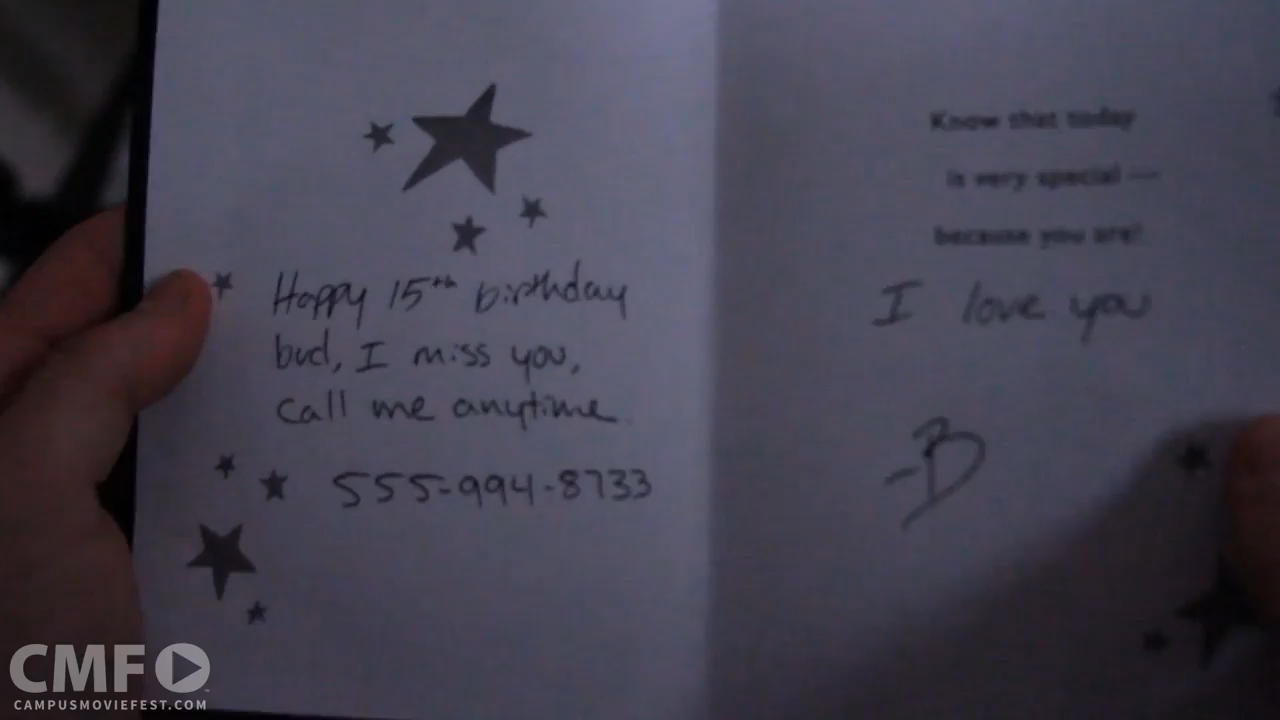 Happy 15th birthday
bud, I miss you,
call me anytime.
555-994-8733
Know that today
is very special —
because you are!
I love you
-B
CMF
CAMPUSMOVIEFEST.COM